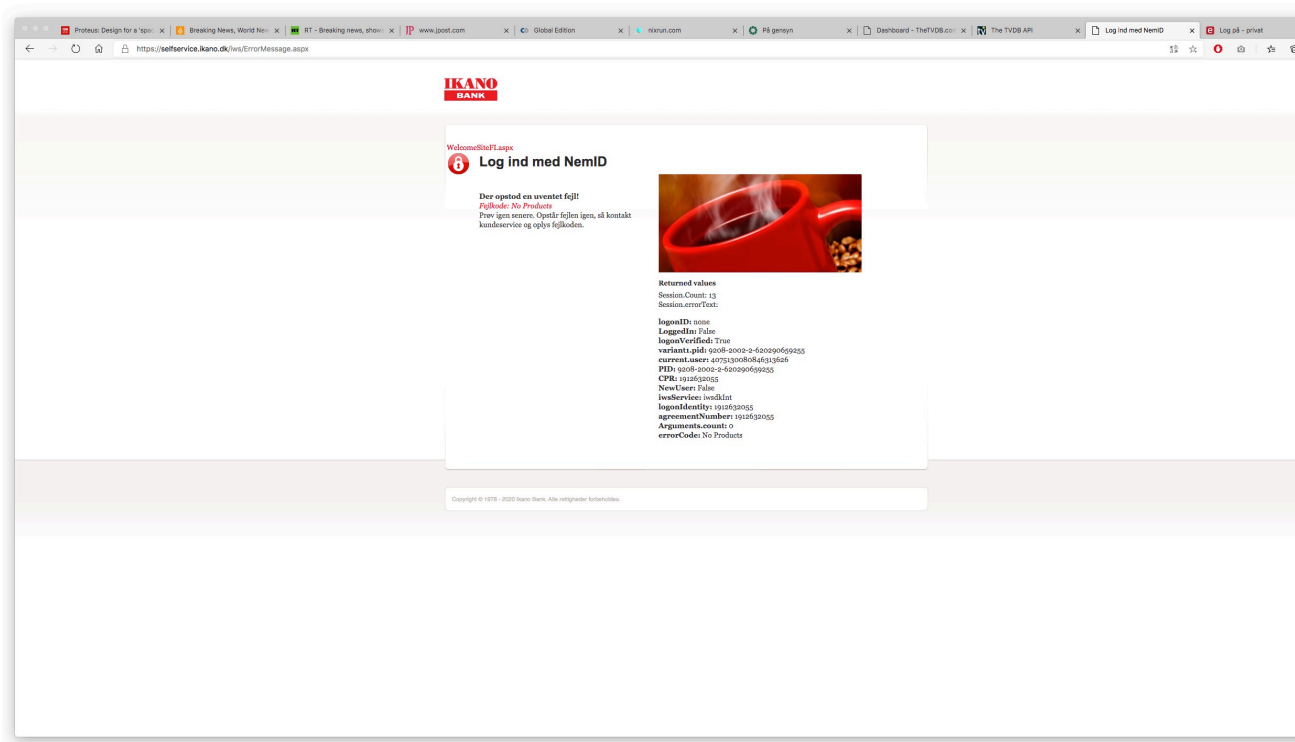 Proteus: Design for a 'spac
Breaking News, World New
RT - Breaking news, shows
www.jpost.com
Global Edition
nixrun.com
På gensyn
Dashboard - TheTVDB.com
The TVDB API
Log ind med NemID
Log på - privat
https://selfservice.ikano.dk/iws/ErrorMessage.aspx
IKANO
BANK
WelcomeSiteFI.aspx
Log ind med NemID
Der opstod en uventet fejl!
Fejlkode: No Products
Prøv igen senere. Opstår fejlen igen, så kontakt
kundeservice og oplys fejlkoden.
Returned values
Session.Count: 13
Session.errorText:
logonID: none
LoggedIn: False
logonVerified: True
variant1.pid: 9208-2002-2-620290659255
current.user: 4075130080846313626
PID: 9208-2002-2-620290659255
CPR: 1912632055
NewUser: False
iwsService: iwsdkInt
logonIdentity: 1912632055
agreementNumber: 1912632055
Arguments.count: 0
errorCode: No Products
Copyright © 1978 - 2020 Ikano Bank. Alle rettigheder forbeholdes.